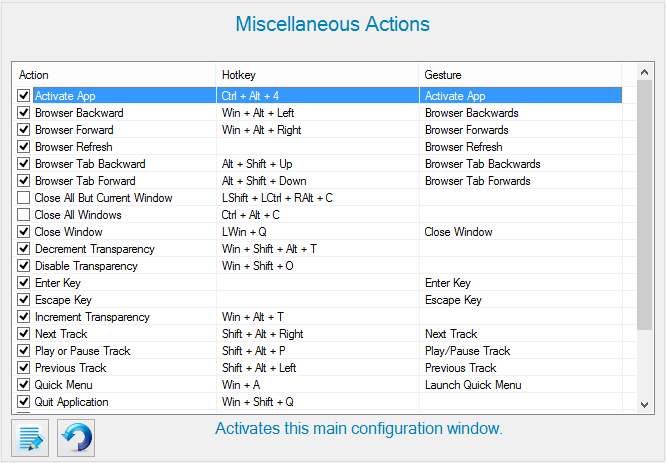 Miscellaneous Actions
Action Hotkey Gesture
Activate App Ctrl + Alt + 4 Activate App
Browser Backward Win + Alt + Left Browser Backwards
Browser Forward Win + Alt + Right Browser Forwards
Browser Refresh Browser Refresh
Browser Tab Backward Alt + Shift + Up Browser Tab Backwards
Browser Tab Forward Alt + Shift + Down Browser Tab Forwards
Close All But Current Window LShift + LCtrl + RAlt + C
Close All Windows Ctrl + Alt + C
Close Window LWin + Q Close Window
Decrement Transparency Win + Shift + Alt + T
Disable Transparency Win + Shift + O
Enter Key Enter Key
Escape Key Escape Key
Increment Transparency Win + Alt + T
Next Track Shift + Alt + Right Next Track
Play or Pause Track Shift + Alt + P Play/Pause Track
Previous Track Shift + Alt + Left Previous Track
Quick Menu Win + A Launch Quick Menu
Quit Application Win + Shift + Q
Activates this main configuration window.